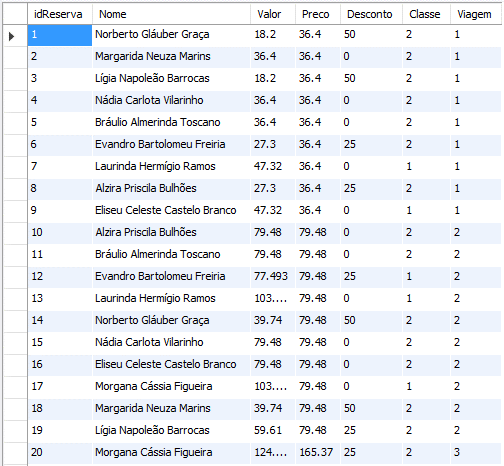 idReserva Nome Valor Preco Desconto Classe Viagem
1 Norberto Gláuber Graça 18.2 36.4 50 2 1
2 Margarida Neuza Marins 36.4 36.4 0 2 1
3 Lígia Napoleão Barrocas 18.2 36.4 50 2 1
4 Nádia Carlota Vilarinho 36.4 36.4 0 2 1
5 Bráulio Almerinda Toscano 36.4 36.4 0 2 1
6 Evandro Bartolomeu Freiria 27.3 36.4 25 2 1
7 Laurinda Hermígio Ramos 47.32 36.4 0 1 1
8 Alzira Priscila Bulhões 27.3 36.4 25 2 1
9 Eliseu Celeste Castelo Branco 47.32 36.4 0 1 1
10 Alzira Priscila Bulhões 79.48 79.48 0 2 2
11 Bráulio Almerinda Toscano 79.48 79.48 0 2 2
12 Evandro Bartolomeu Freiria 77.493 79.48 25 1 2
13 Laurinda Hermígio Ramos 103.... 79.48 0 1 2
14 Norberto Gláuber Graça 39.74 79.48 50 2 2
15 Nádia Carlota Vilarinho 79.48 79.48 0 2 2
16 Eliseu Celeste Castelo Branco 79.48 79.48 0 2 2
17 Morgana Cássia Figueira 103.... 79.48 0 1 2
18 Margarida Neuza Marins 39.74 79.48 50 2 2
19 Lígia Napoleão Barrocas 59.61 79.48 25 2 2
20 Morgana Cássia Figueira 124.... 165.37 25 2 3